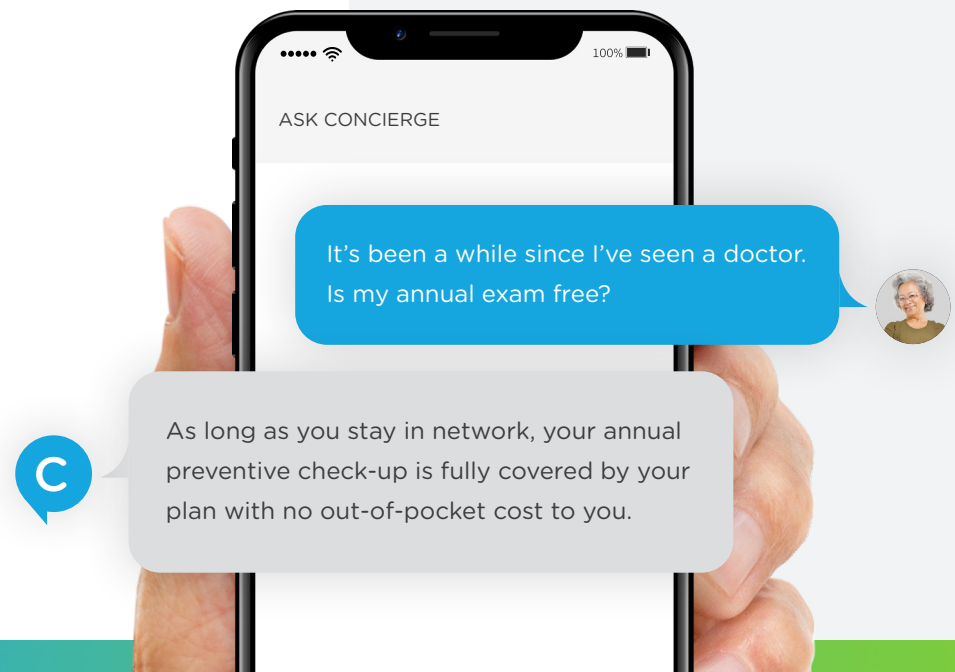 100%
ASK CONCIERGE
It’s been a while since I’ve seen a doctor.
Is my annual exam free?
As long as you stay in network, your annual
preventive check-up is fully covered by your
plan with no out-of-pocket cost to you.
C